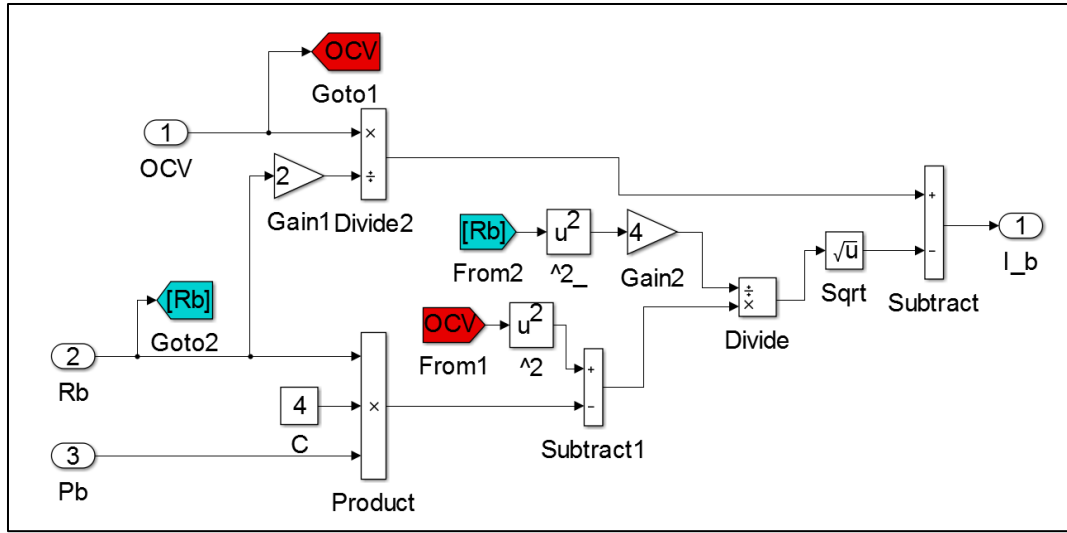 OCV
Goto1
1
OCV
×
÷
2
Gain1
Divide2
[Rb]
From2
u²
^2_
4
Gain2
÷
×
Divide
√u
Sqrt
+
-
Subtract
1
I_b
[Rb]
Goto2
OCV
From1
u²
^2
+
-
Subtract1
2
Rb
4
C
×
Product
3
Pb